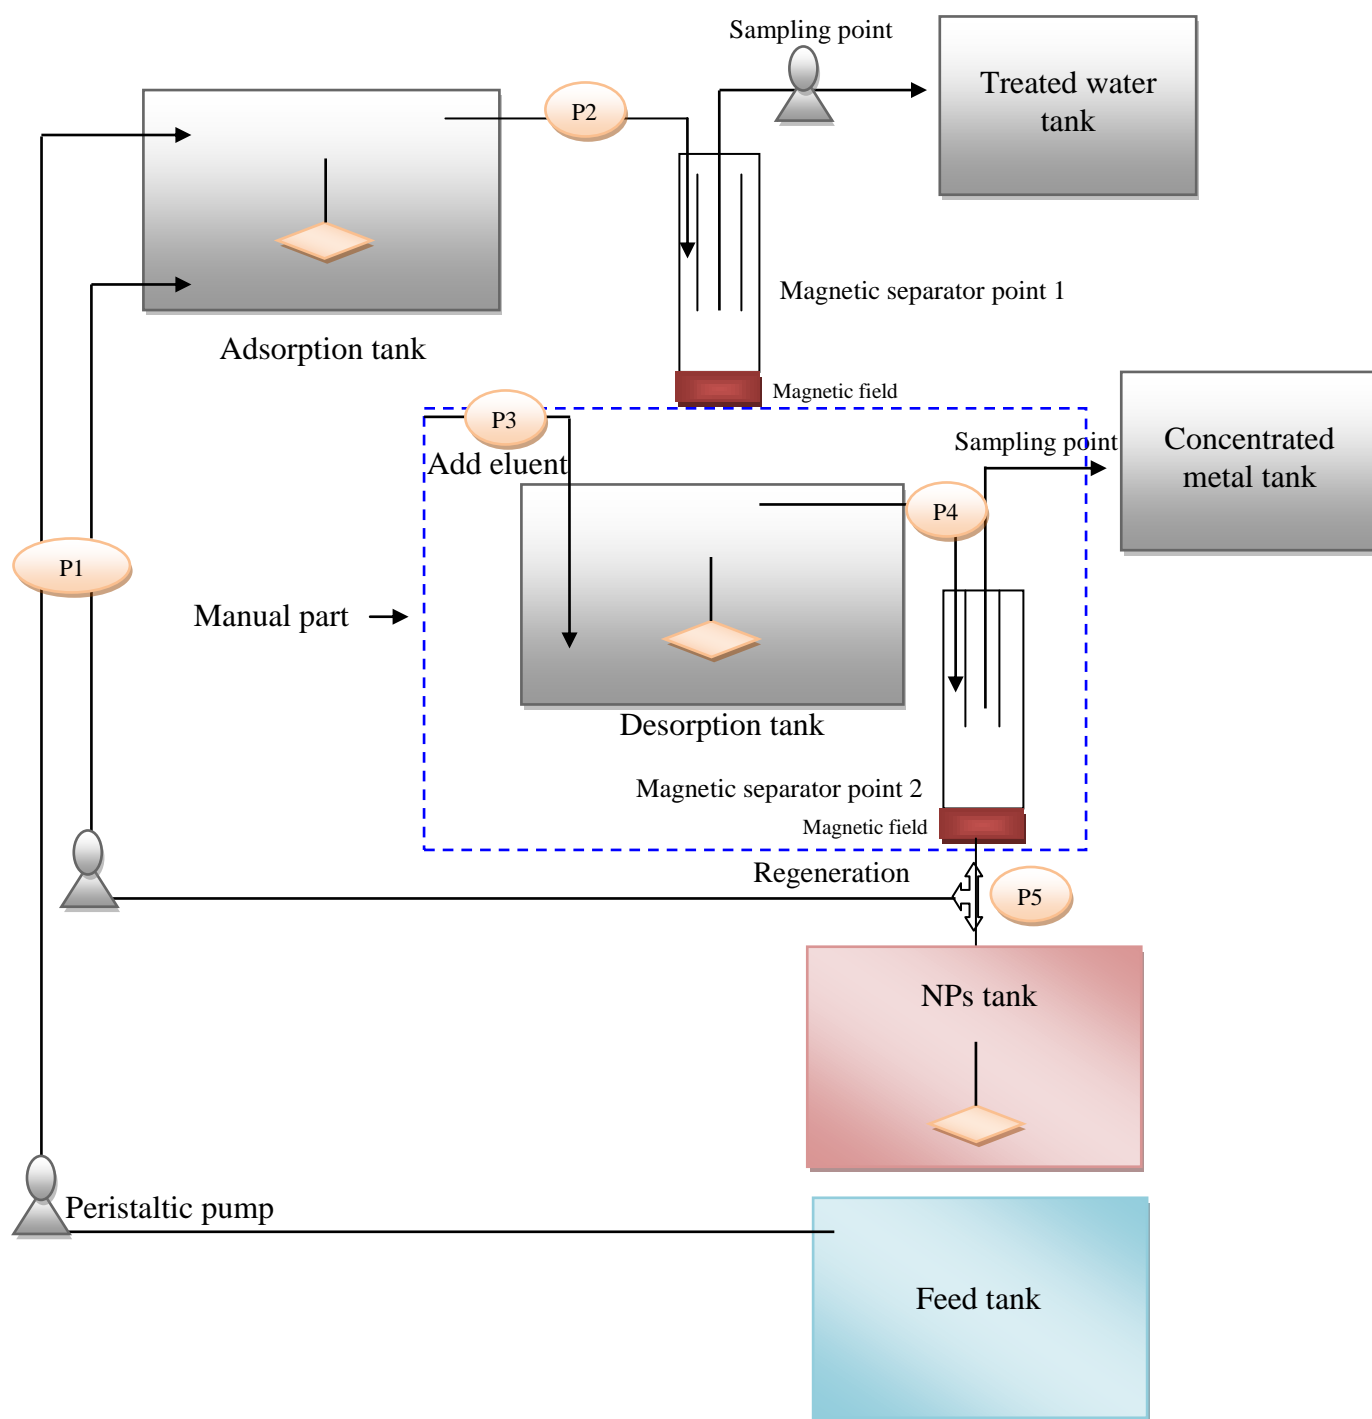 Sampling point
Treated water
tank
P2
Magnetic separator point 1
Adsorption tank
Magnetic field
P3
Add eluent
Sampling point
Concentrated
metal tank
P4
P1
Manual part
Desorption tank
Magnetic separator point 2
Magnetic field
Regeneration
P5
NPs tank
Peristaltic pump
Feed tank